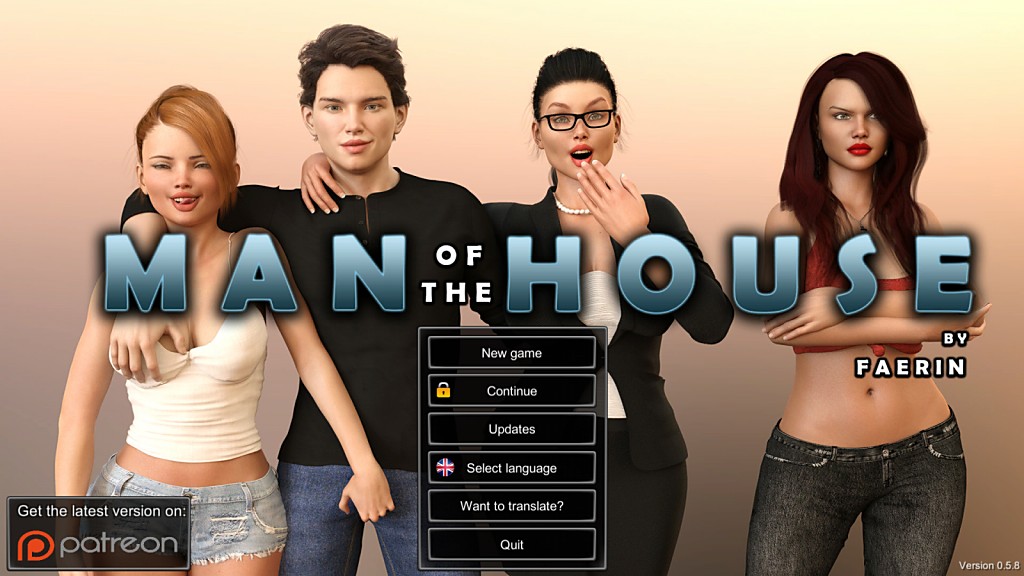 MAN OF THE HOUSE
BY
FAERIN
New game
Continue
Updates
Select language
Want to translate?
Quit
Get the latest version on:
patreon
Version 0.5.8